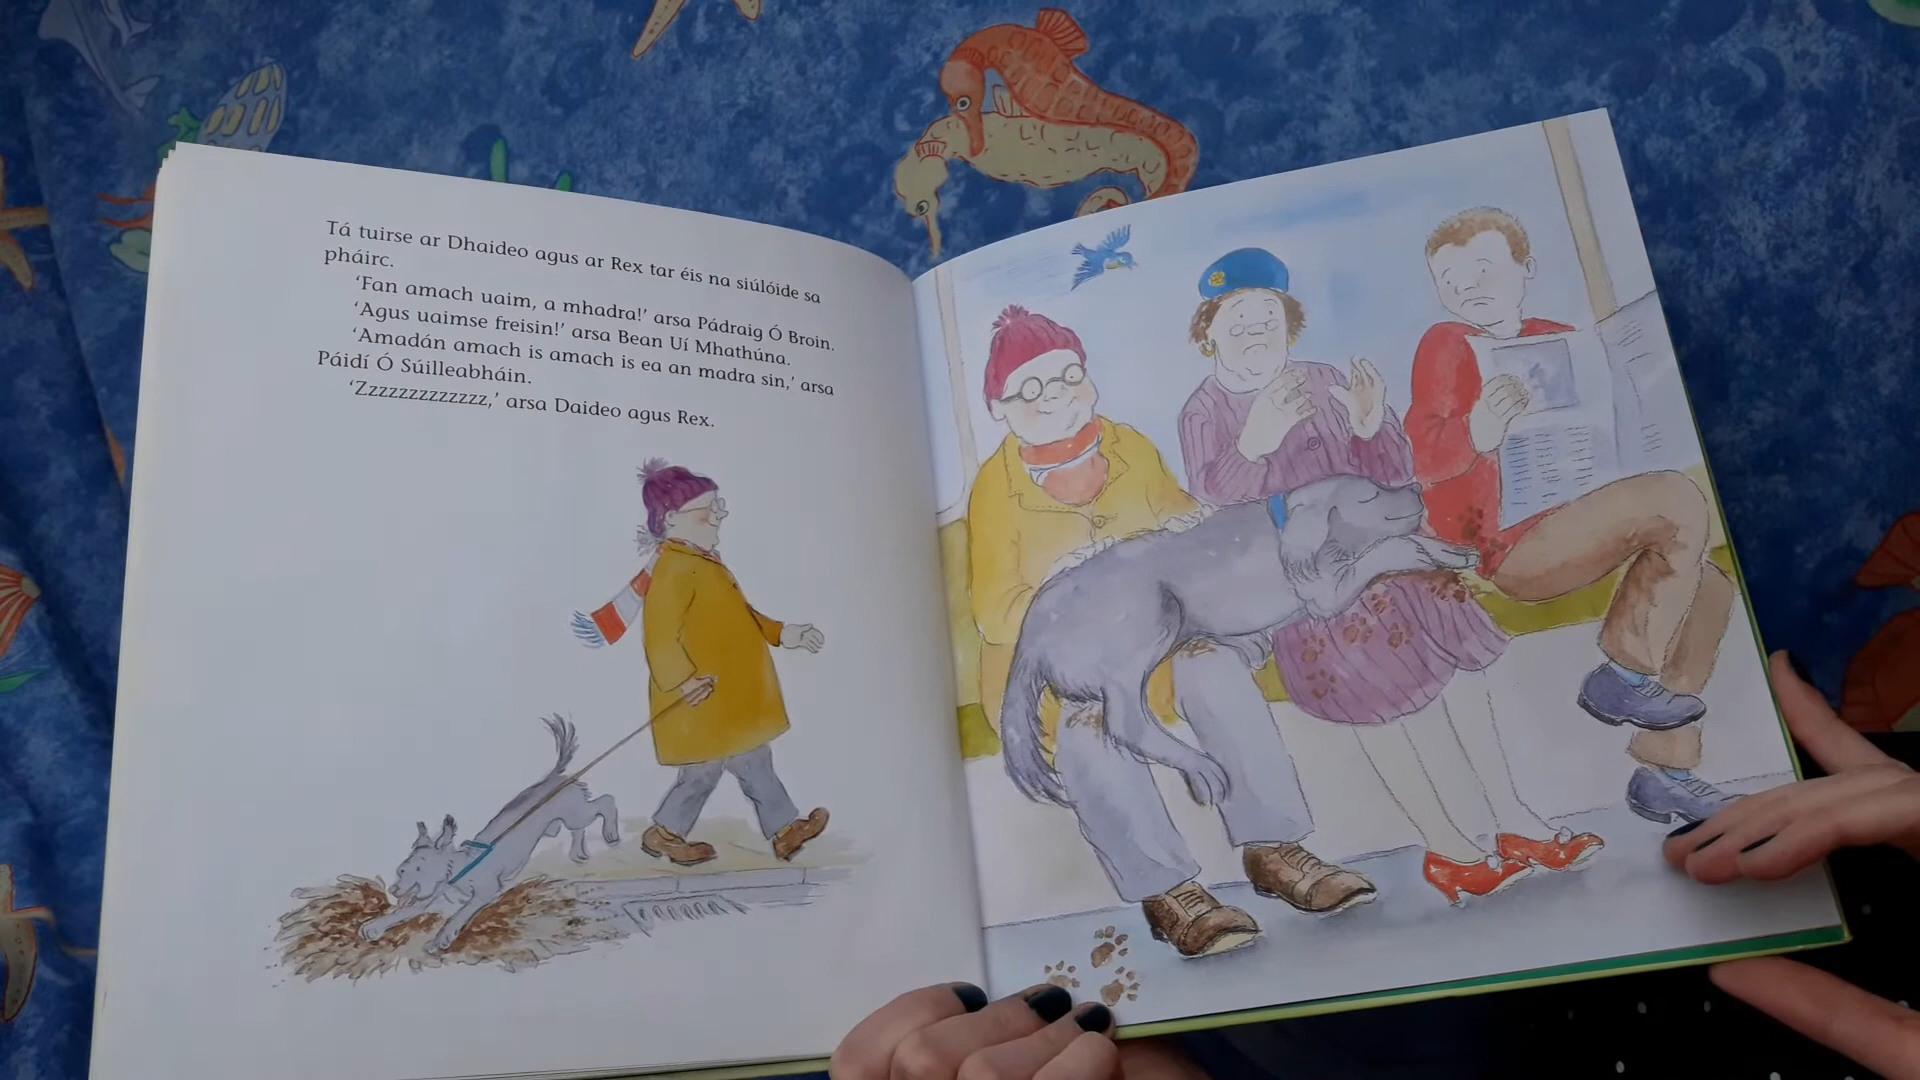 Tá tuirse ar Dhaideo agus ar Rex tar éis na siúlóide sa
pháirc.
‘Fan amach uaim, a mhadra!’ arsa Pádraig Ó Broin.
‘Agus uaimse freisin!’ arsa Bean Uí Mhathúna.
‘Amadán amach is amach is ea an madra sin,’ arsa
Páidí Ó Súilleabháin.
‘Zzzzzzzzzzzzz,’ arsa Daideo agus Rex.